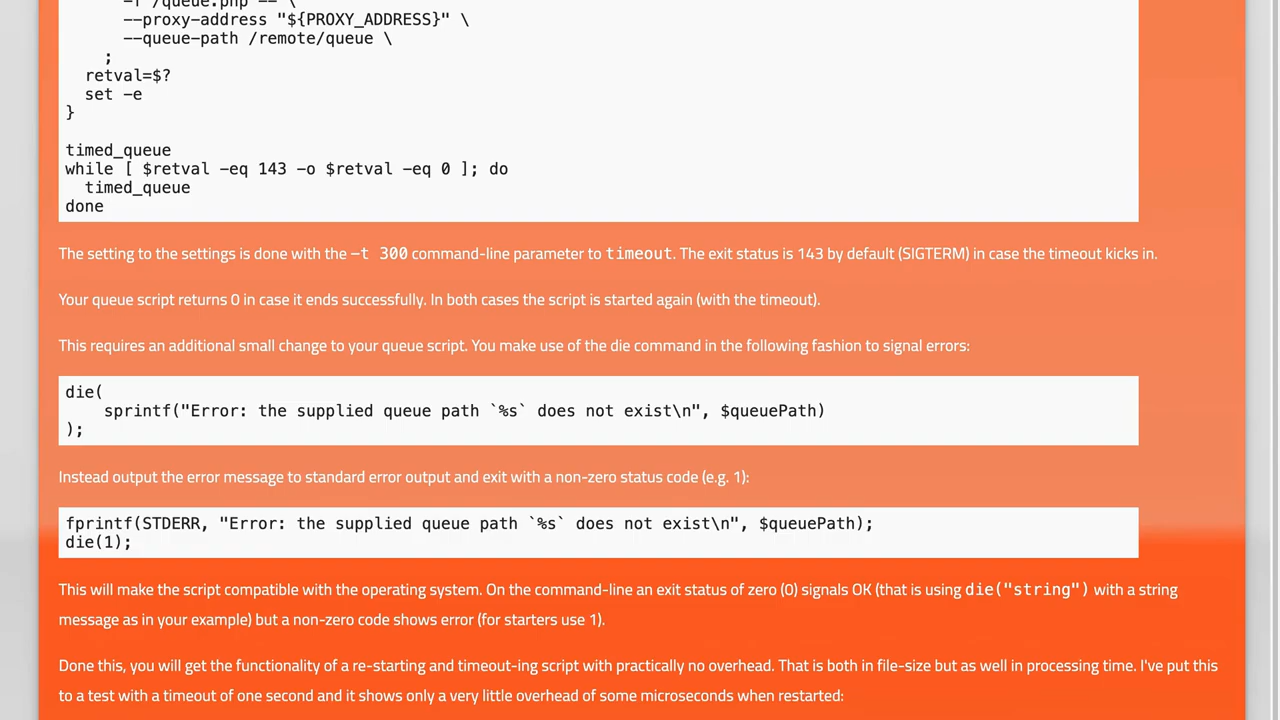 -f /queue.php -- \
--proxy-address "${PROXY_ADDRESS}" \
--queue-path /remote/queue \
;
retval=$?
set -e
}
timed_queue
while [ $retval -eq 143 -o $retval -eq 0 ]; do
timed_queue
done
The setting to the settings is done with the -t 300 command-line parameter to timeout. The exit status is 143 by default (SIGTERM) in case the timeout kicks in.
Your queue script returns 0 in case it ends successfully. In both cases the script is started again (with the timeout).
This requires an additional small change to your queue script. You make use of the die command in the following fashion to signal errors:
die(
sprintf("Error: the supplied queue path `%s` does not exist\n", $queuePath)
);
Instead output the error message to standard error output and exit with a non-zero status code (e.g. 1):
fprintf(STDERR, "Error: the supplied queue path `%s` does not exist\n", $queuePath);
die(1);
This will make the script compatible with the operating system. On the command-line an exit status of zero (0) signals OK (that is using die("string") with a string
message as in your example) but a non-zero code shows error (for starters use 1).
Done this, you will get the functionality of a re-starting and timeout-ing script with practically no overhead. That is both in file-size but as well in processing time. I've put this
to a test with a timeout of one second and it shows only a very little overhead of some microseconds when restarted: